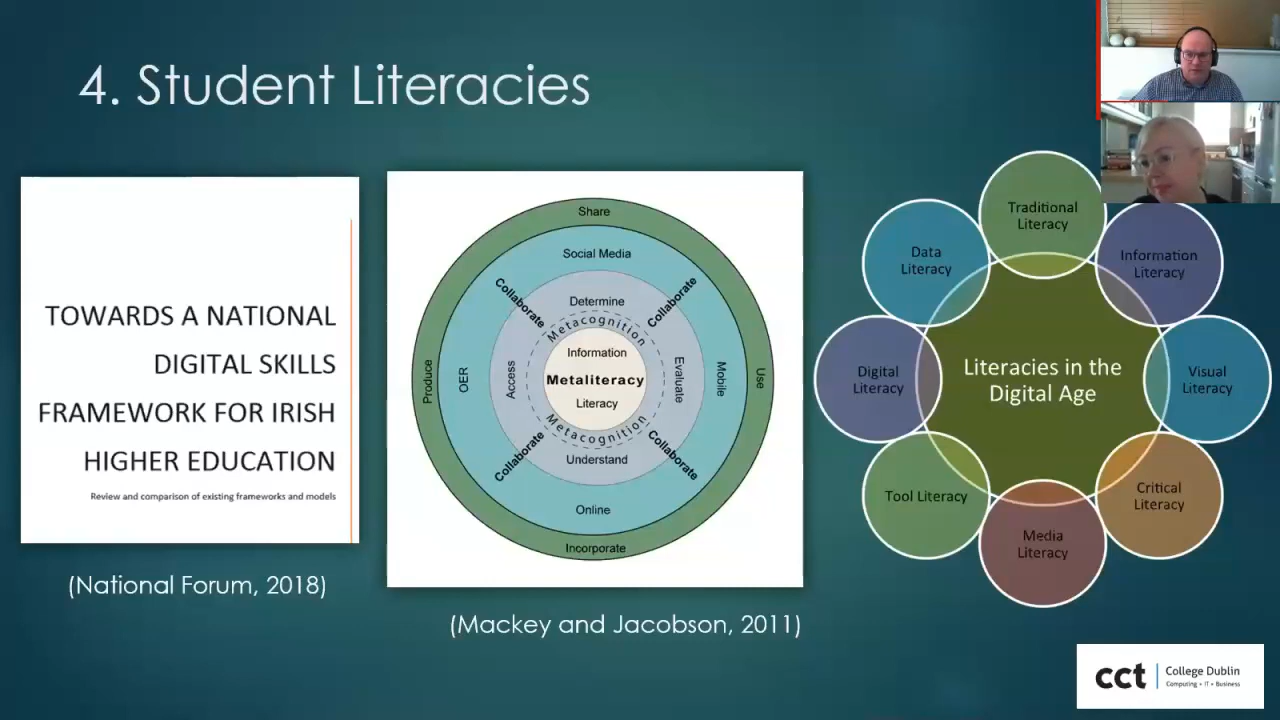 4. Student Literacies
TOWARDS A NATIONAL
DIGITAL SKILLS
FRAMEWORK FOR IRISH
HIGHER EDUCATION
Review and comparison of existing frameworks and models
(National Forum, 2018)
Share
Social Media
Collaborate
Collaborate
Determine
Metacognition
Information
Produce
OER
Access
Metaliteracy
Evaluate
Mobile
Use
Literacy
Metacognition
Collaborate
Collaborate
Understand
Online
Incorporate
(Mackey and Jacobson, 2011)
Traditional
Literacy
Information
Literacy
Visual
Literacy
Critical
Literacy
Media
Literacy
Tool Literacy
Digital
Literacy
Data
Literacy
Literacies in the
Digital Age
cct
College Dublin
Computing • IT • Business